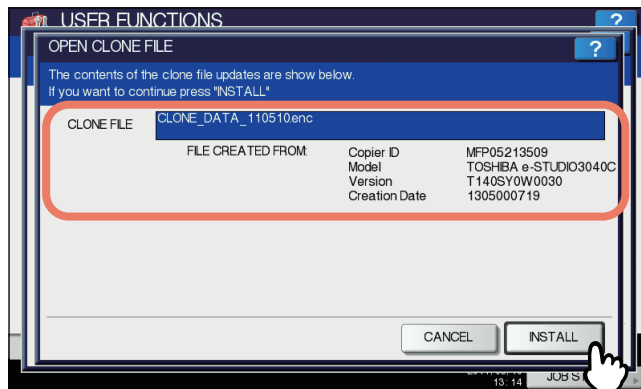 USER FUNCTIONS
?
OPEN CLONE FILE
?
The contents of the clone file updates are show below.
If you want to continue press "INSTALL"
CLONE FILE CLONE_DATA_110510.enc
FILE CREATED FROM: Copier ID MFP05213509
Model TOSHIBA e-STUDIO3040C
Version T140SY0W0030
Creation Date 1305000719
CANCEL INSTALL
13:14 JOB